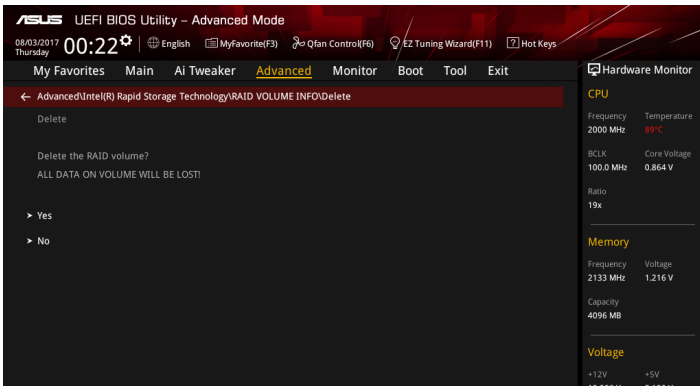 ASUS UEFI BIOS Utility – Advanced Mode
08/03/2017 Thursday 00:22 English MyFavorite(F3) Qfan Control(F6) EZ Tuning Wizard(F11) ? Hot Keys
My Favorites Main Ai Tweaker Advanced Monitor Boot Tool Exit
Hardware Monitor
← Advanced\Intel(R) Rapid Storage Technology\RAID VOLUME INFO\Delete
Delete
Delete the RAID volume?
ALL DATA ON VOLUME WILL BE LOST!
> Yes
> No
CPU
Frequency Temperature
2000 MHz 89°C
BCLK Core Voltage
100.0 MHz 0.864 V
Ratio
19x
Memory
Frequency Voltage
2133 MHz 1.216 V
Capacity
4096 MB
Voltage
+12V +5V